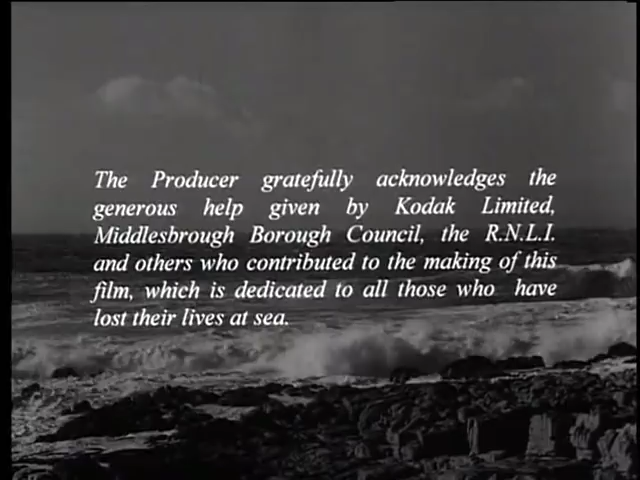 The Producer gratefully acknowledges the
generous help given by Kodak Limited,
Middlesbrough Borough Council, the R.N.L.I.
and others who contributed to the making of this
film, which is dedicated to all those who have
lost their lives at sea.